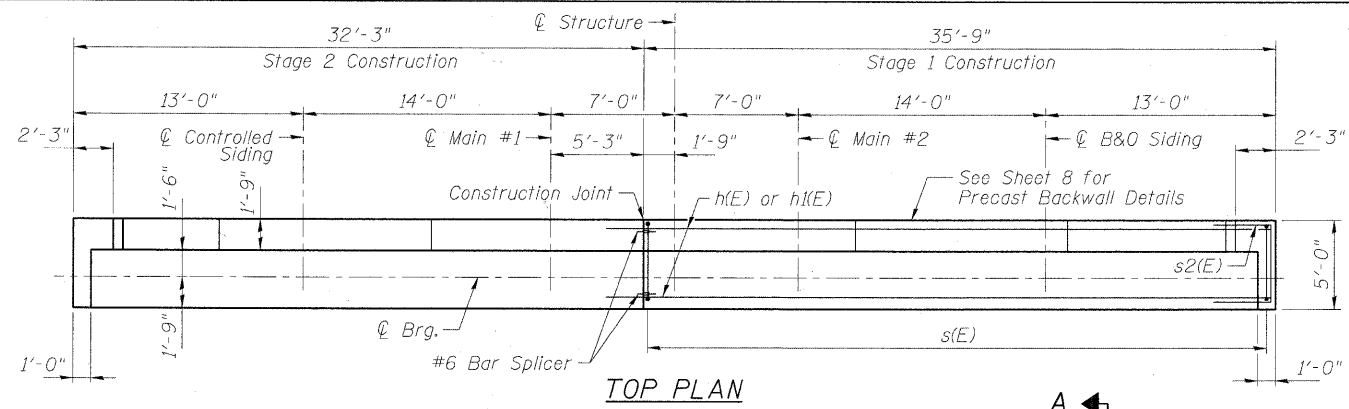 ℄ Structure
32'-3" 35'-9"
Stage 2 Construction Stage 1 Construction
13'-0" 14'-0" 7'-0" 7'-0" 14'-0" 13'-0"
2'-3" ℄ Controlled Siding ℄ Main #1 5'-3" 1'-9" ℄ Main #2 ℄ B&O Siding 2'-3"
1'-6" 1'-9" Construction Joint h(E) or h1(E) See Sheet 8 for
Precast Backwall Details
s2(E) 5'-0"
1'-9" ℄ Brg. s(E)
1'-0" #6 Bar Splicer 1'-0"
TOP PLAN
A